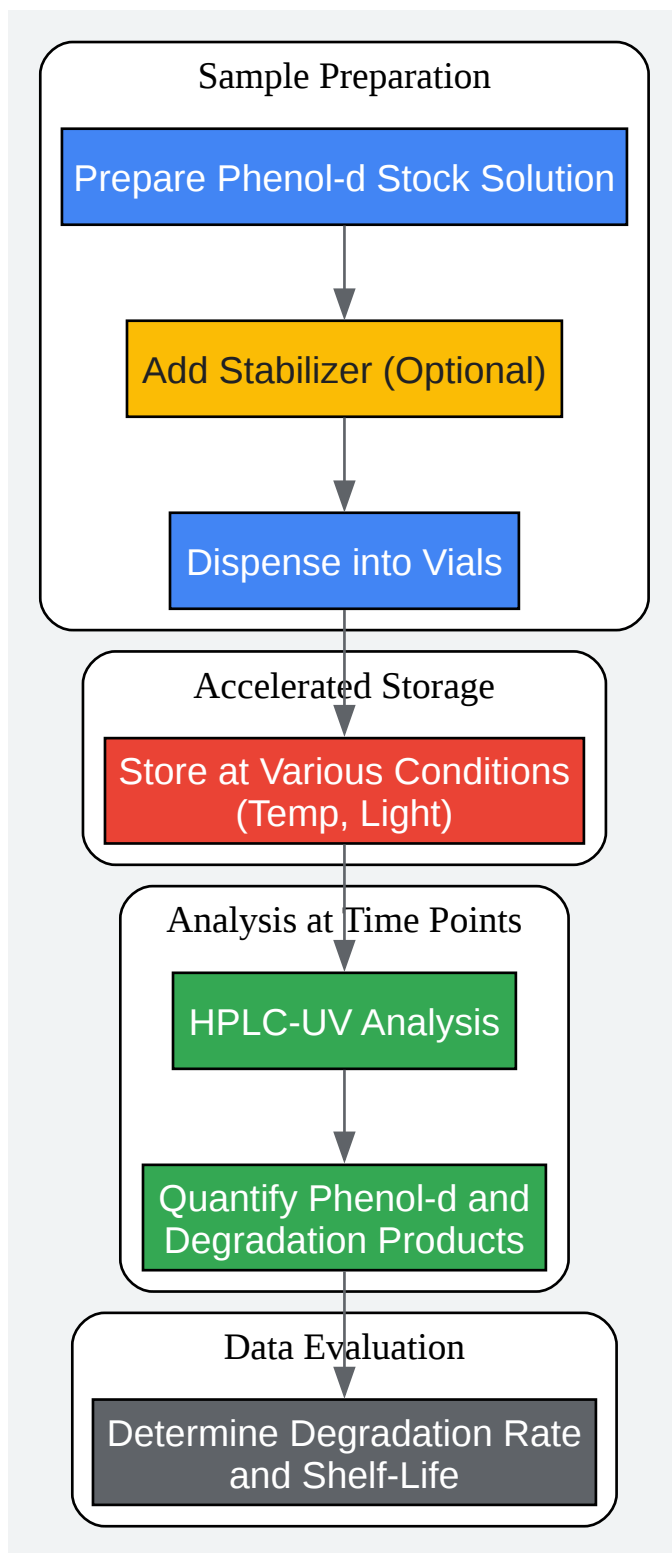 Sample Preparation
Prepare Phenol-d Stock Solution
Add Stabilizer (Optional)
Dispense into Vials
Accelerated Storage
Store at Various Conditions
(Temp, Light)
Analysis at Time Points
HPLC-UV Analysis
Quantify Phenol-d and
Degradation Products
Data Evaluation
Determine Degradation Rate
and Shelf-Life